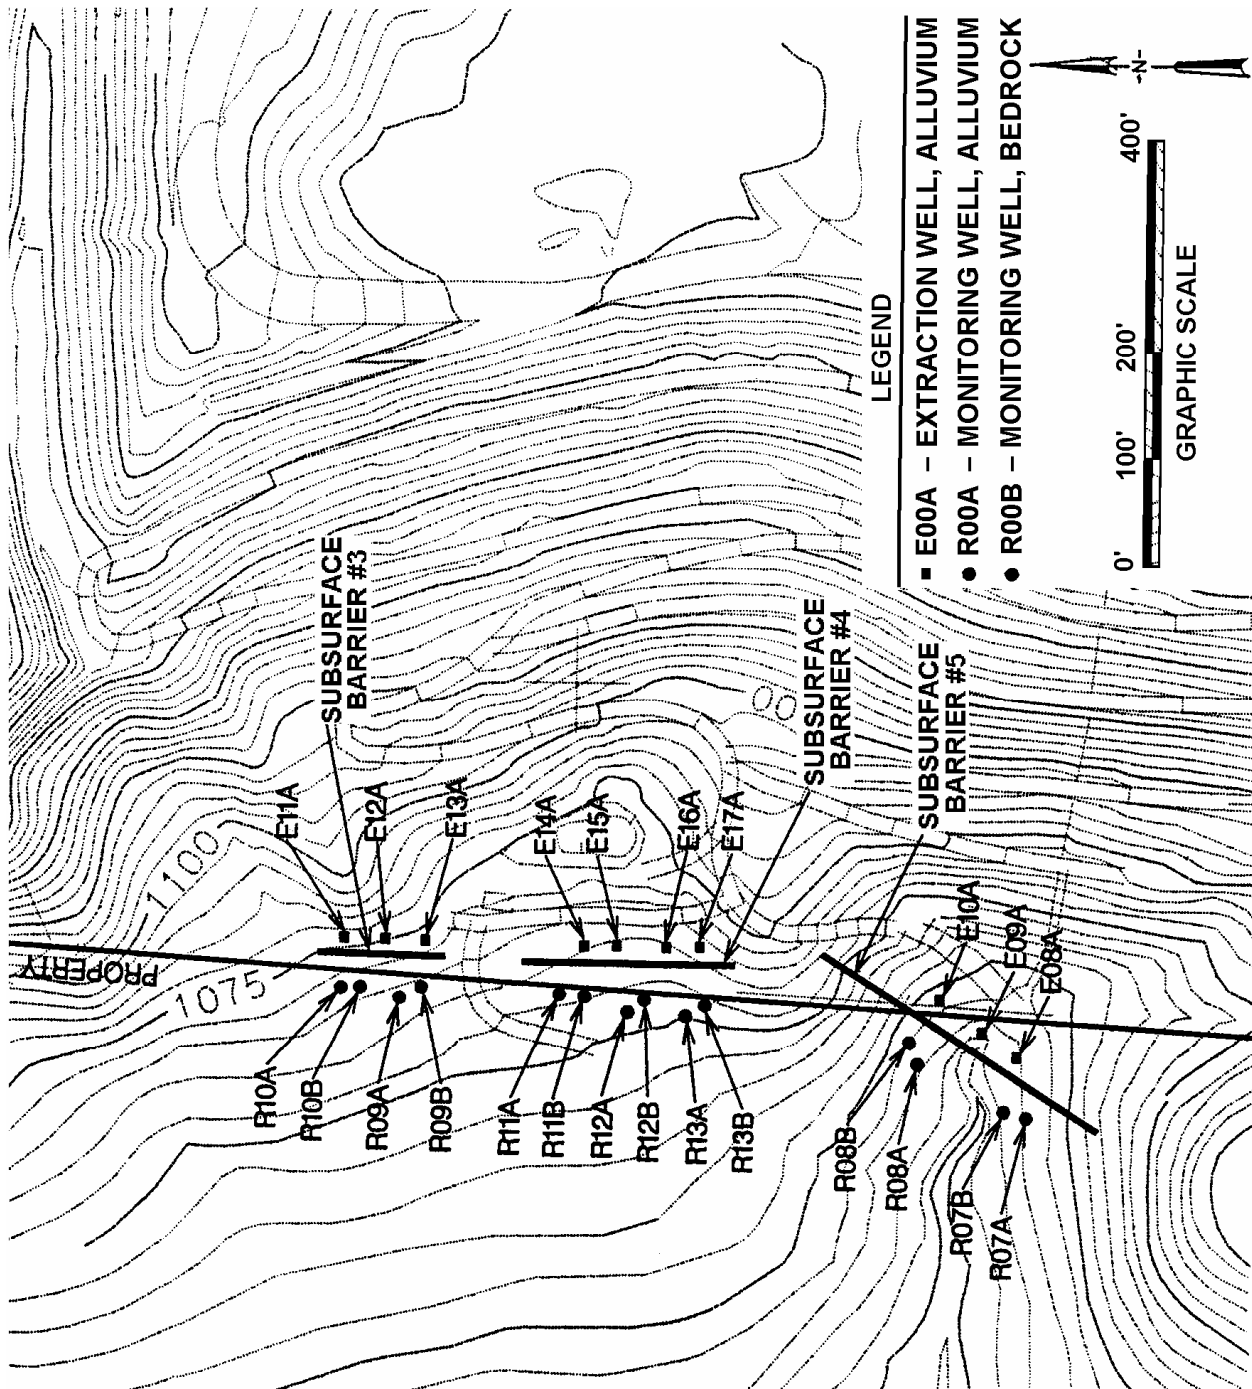 PROPERTY
1100
1075
SUBSURFACE
BARRIER #3
E11A
E12A
E13A
R10A
R10B
R09A
R09B
E14A
E15A
E16A
E17A
R11A
R11B
R12A
R12B
R13A
R13B
00
SUBSURFACE
BARRIER #4
SUBSURFACE
BARRIER #5
E10A
E09A
E08A
R08B
R08A
R07B
R07A
LEGEND
E00A – EXTRACTION WELL, ALLUVIUM
R00A – MONITORING WELL, ALLUVIUM
R00B – MONITORING WELL, BEDROCK
-N-
0' 100' 200' 400'
GRAPHIC SCALE